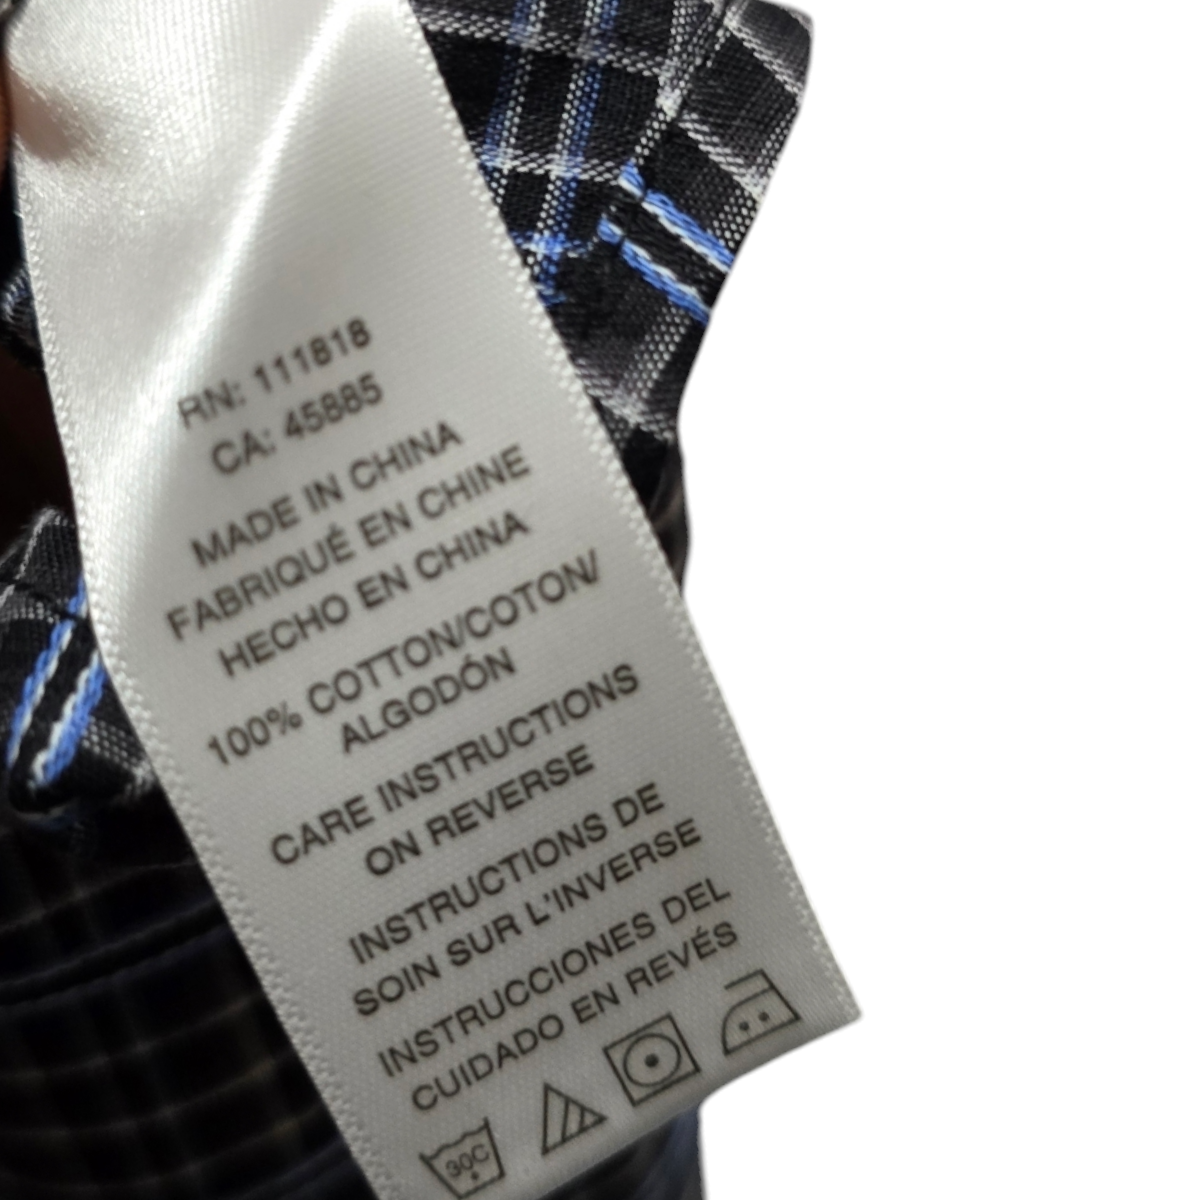 RN: 111818
CA: 45885
MADE IN CHINA
FABRIQUÉ EN CHINE
HECHO EN CHINA
100% COTTON/COTON/
ALGODÓN
CARE INSTRUCTIONS
ON REVERSE
INSTRUCTIONS DE
SOIN SUR L'INVERSE
INSTRUCCIONES DEL
CUIDADO EN REVÉS
30C